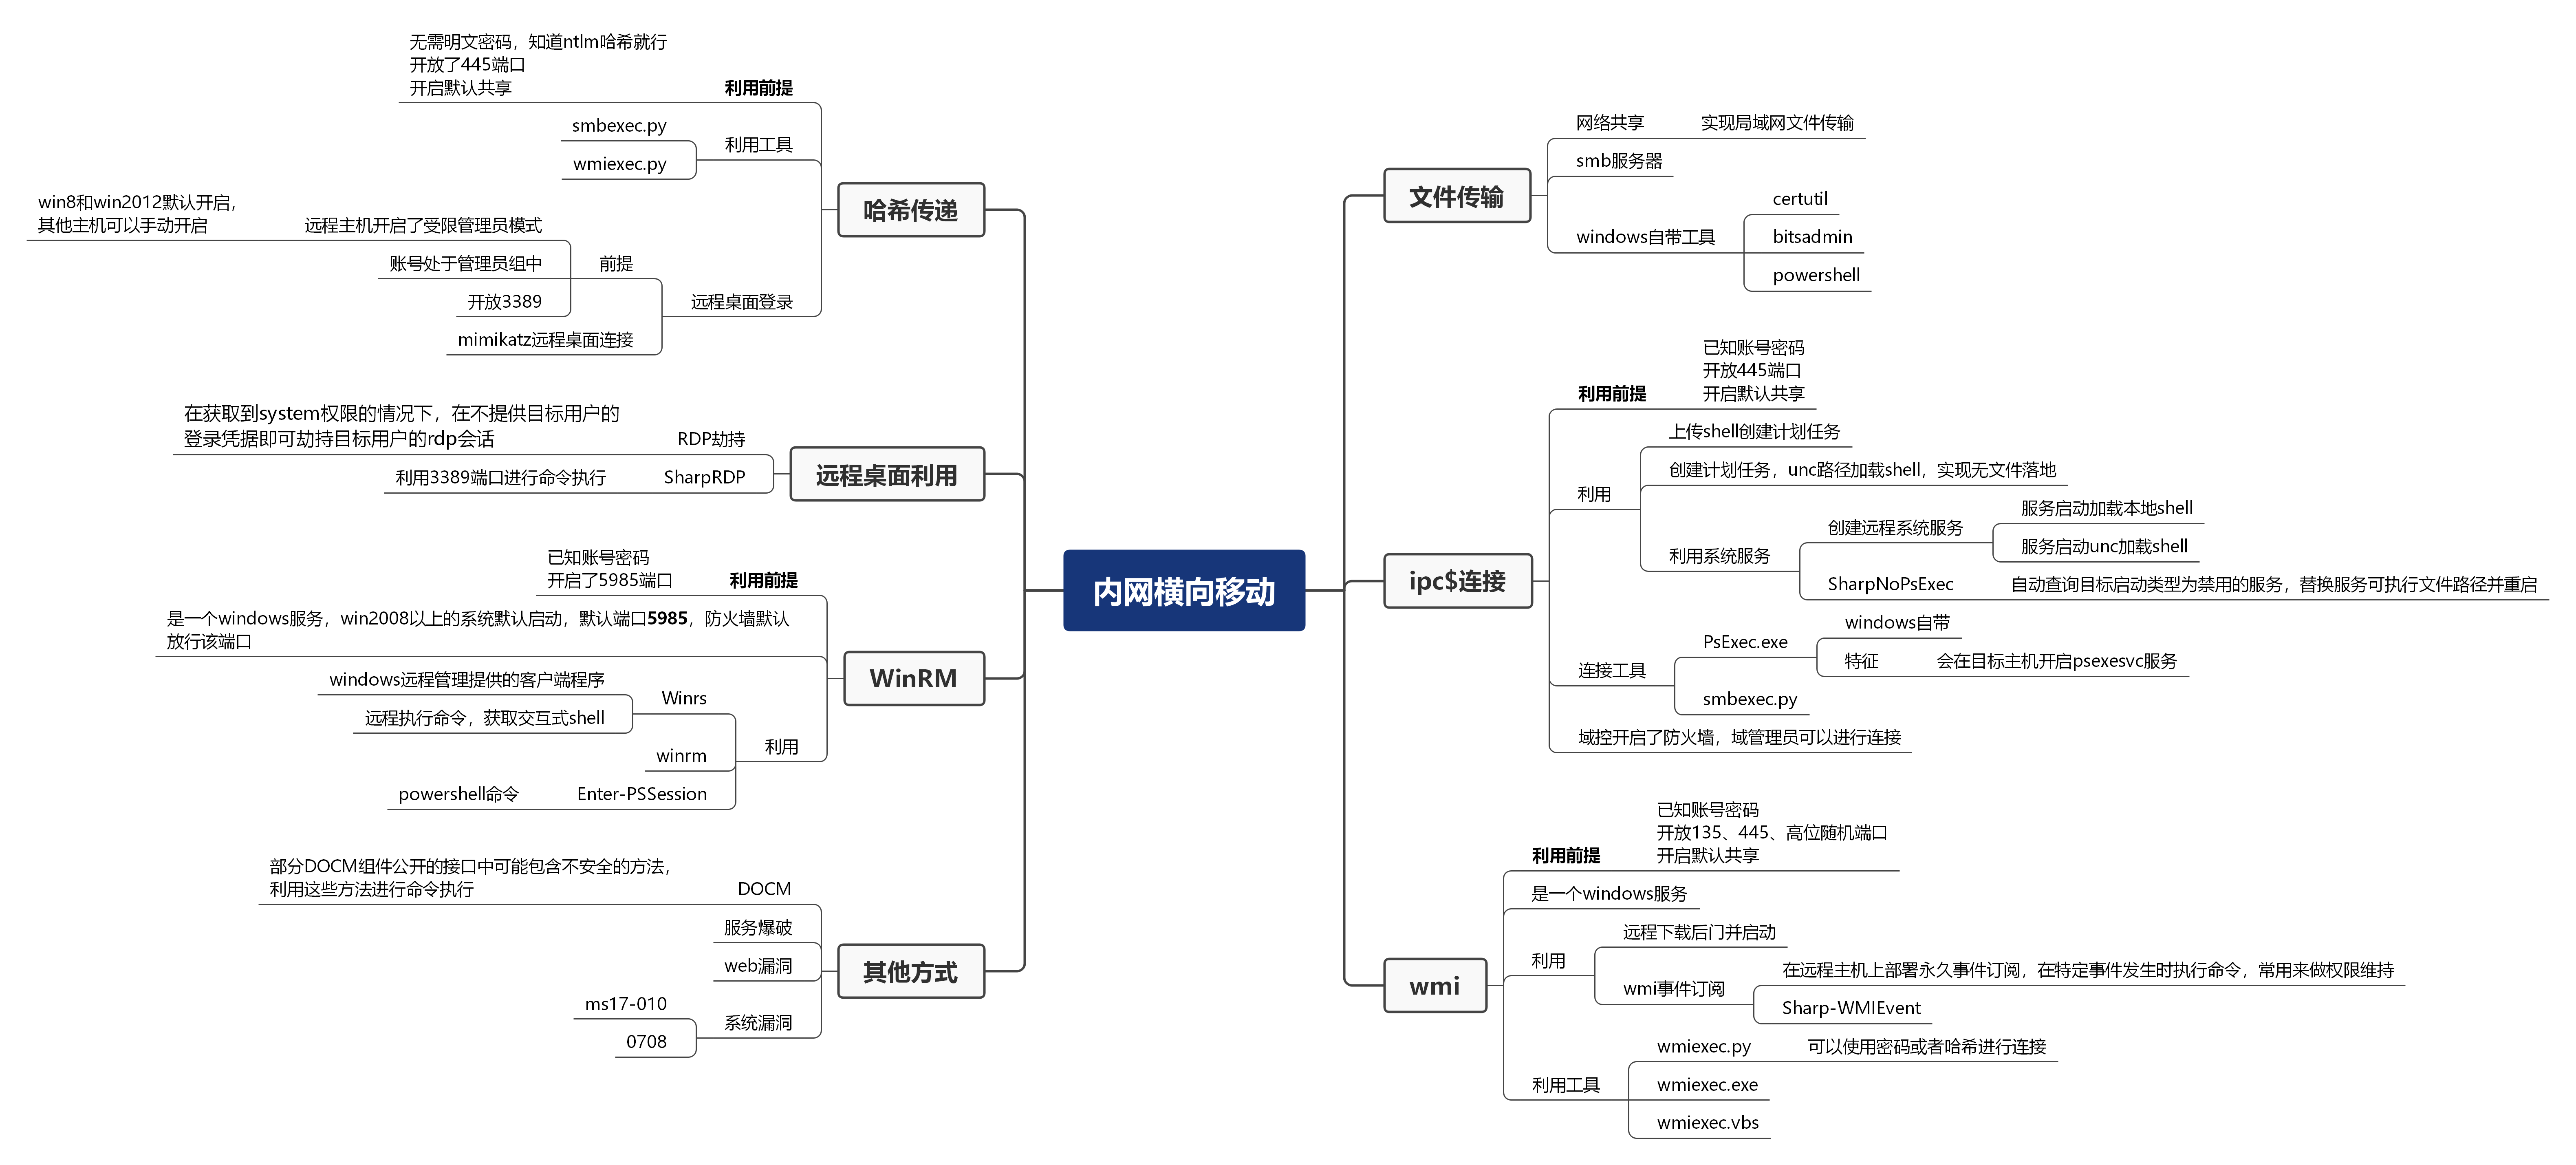 内网横向移动
哈希传递
无需明文密码，知道ntlm哈希就行
开放了445端口
开启默认共享
利用前提
smbexec.py
wmiexec.py
利用工具
win8和win2012默认开启，
其他主机可以手动开启
远程主机开启了受限管理员模式
账号处于管理员组中
开放3389
前提
mimikatz远程桌面连接
远程桌面登录
远程桌面利用
在获取到system权限的情况下，在不提供目标用户的
登录凭据即可劫持目标用户的rdp会话
RDP劫持
利用3389端口进行命令执行
SharpRDP
WinRM
已知账号密码
开启了5985端口
利用前提
是一个windows服务，win2008以上的系统默认启动，默认端口5985，防火墙默认
放行该端口
windows远程管理提供的客户端程序
远程执行命令，获取交互式shell
Winrs
winrm
powershell命令
Enter-PSSession
利用
其他方式
部分DOCM组件公开的接口中可能包含不安全的方法，
利用这些方法进行命令执行
DOCM
服务爆破
web漏洞
ms17-010
0708
系统漏洞
文件传输
网络共享
实现局域网文件传输
smb服务器
windows自带工具
certutil
bitsadmin
powershell
ipc$连接
利用前提
已知账号密码
开放445端口
开启默认共享
利用
上传shell创建计划任务
创建计划任务，unc路径加载shell，实现无文件落地
利用系统服务
创建远程系统服务
服务启动加载本地shell
服务启动unc加载shell
SharpNoPsExec
自动查询目标启动类型为禁用的服务，替换服务可执行文件路径并重启
连接工具
PsExec.exe
windows自带
特征
会在目标主机开启psexesvc服务
smbexec.py
域控开启了防火墙，域管理员可以进行连接
wmi
利用前提
已知账号密码
开放135、445、高位随机端口
开启默认共享
是一个windows服务
利用
远程下载后门并启动
wmi事件订阅
在远程主机上部署永久事件订阅，在特定事件发生时执行命令，常用来做权限维持
Sharp-WMIEvent
利用工具
wmiexec.py
可以使用密码或者哈希进行连接
wmiexec.exe
wmiexec.vbs